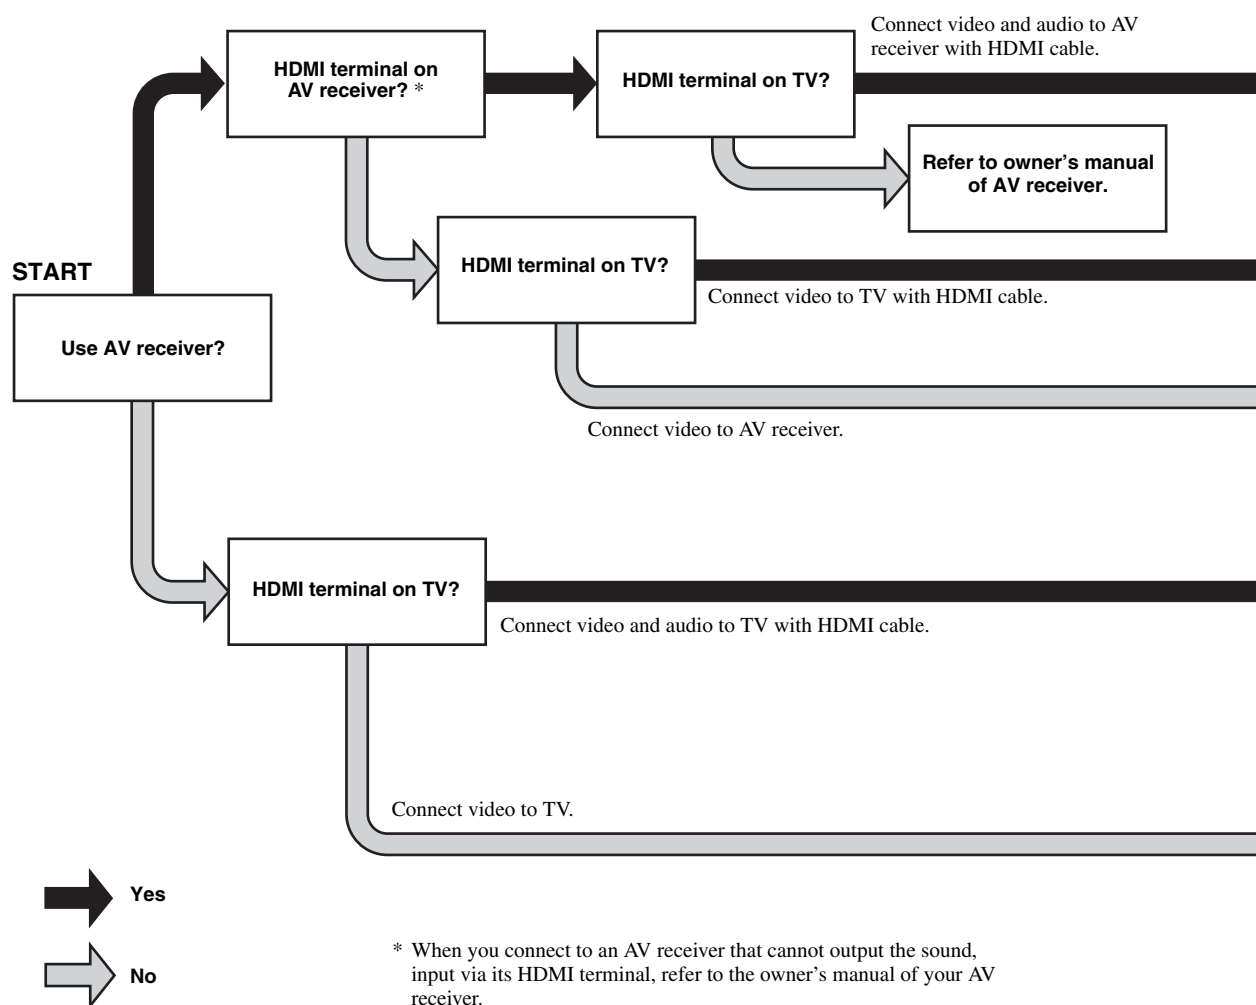 Connect video and audio to AV
receiver with HDMI cable.
HDMI terminal on
AV receiver? *
HDMI terminal on TV?
Refer to owner’s manual
of AV receiver.
HDMI terminal on TV?
START
Connect video to TV with HDMI cable.
Use AV receiver?
Connect video to AV receiver.
HDMI terminal on TV?
Connect video and audio to TV with HDMI cable.
Connect video to TV.
Yes
No
* When you connect to an AV receiver that cannot output the sound,
input via its HDMI terminal, refer to the owner’s manual of your AV
receiver.